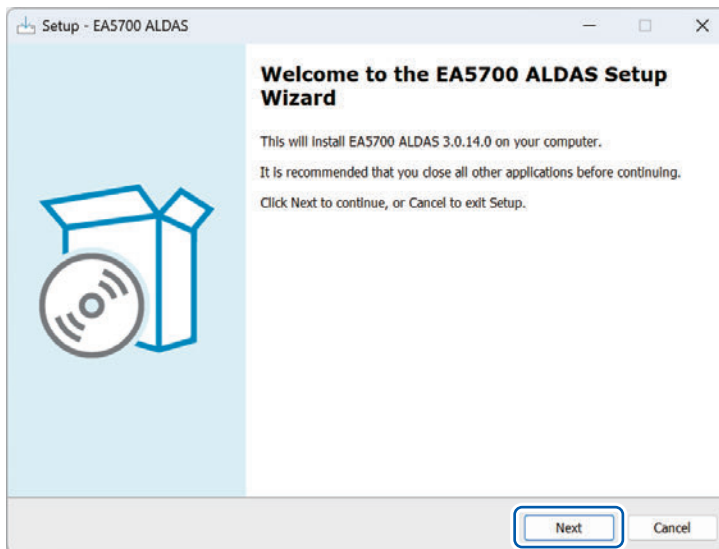 Setup - EA5700 ALDAS
Welcome to the EA5700 ALDAS Setup
Wizard
This will install EA5700 ALDAS 3.0.14.0 on your computer.
It is recommended that you close all other applications before continuing.
Click Next to continue, or Cancel to exit Setup.
Next
Cancel